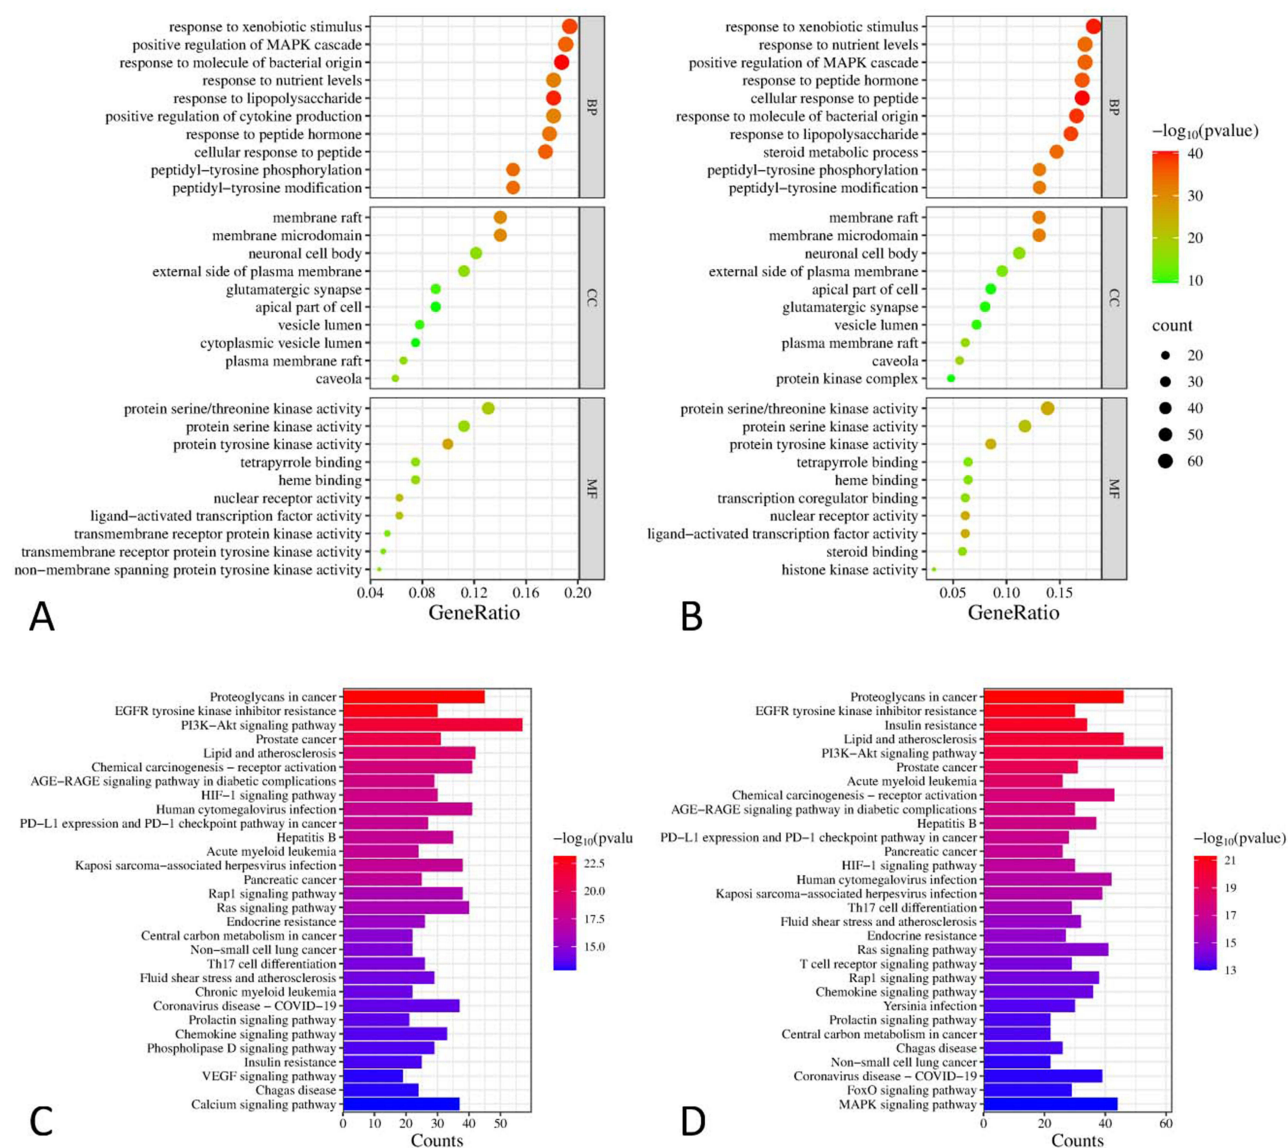 response to xenobiotic stimulus
positive regulation of MAPK cascade
response to molecule of bacterial origin
response to nutrient levels
response to lipopolysaccharide
positive regulation of cytokine production
response to peptide hormone
cellular response to peptide
peptidyl−tyrosine phosphorylation
peptidyl−tyrosine modification
BP
membrane raft
membrane microdomain
neuronal cell body
external side of plasma membrane
glutamatergic synapse
apical part of cell
vesicle lumen
cytoplasmic vesicle lumen
plasma membrane raft
caveola
CC
protein serine/threonine kinase activity
protein serine kinase activity
protein tyrosine kinase activity
tetrapyrrole binding
heme binding
nuclear receptor activity
ligand−activated transcription factor activity
transmembrane receptor protein kinase activity
transmembrane receptor protein tyrosine kinase activity
non−membrane spanning protein tyrosine kinase activity
MF
0.04 0.08 0.12 0.16 0.20
GeneRatio
A
response to xenobiotic stimulus
response to nutrient levels
positive regulation of MAPK cascade
response to peptide hormone
cellular response to peptide
response to molecule of bacterial origin
response to lipopolysaccharide
steroid metabolic process
peptidyl−tyrosine phosphorylation
peptidyl−tyrosine modification
BP
membrane raft
membrane microdomain
neuronal cell body
external side of plasma membrane
apical part of cell
glutamatergic synapse
vesicle lumen
plasma membrane raft
caveola
protein kinase complex
CC
protein serine/threonine kinase activity
protein serine kinase activity
protein tyrosine kinase activity
tetrapyrrole binding
heme binding
transcription coregulator binding
nuclear receptor activity
ligand−activated transcription factor activity
steroid binding
histone kinase activity
MF
0.05 0.10 0.15
GeneRatio
B
−log10(pvalue)
40
30
20
10
count
20
30
40
50
60
Proteoglycans in cancer
EGFR tyrosine kinase inhibitor resistance
PI3K−Akt signaling pathway
Prostate cancer
Lipid and atherosclerosis
Chemical carcinogenesis − receptor activation
AGE−RAGE signaling pathway in diabetic complications
HIF−1 signaling pathway
Human cytomegalovirus infection
PD−L1 expression and PD−1 checkpoint pathway in cancer
Hepatitis B
Acute myeloid leukemia
Kaposi sarcoma−associated herpesvirus infection
Pancreatic cancer
Rap1 signaling pathway
Ras signaling pathway
Endocrine resistance
Central carbon metabolism in cancer
Non−small cell lung cancer
Th17 cell differentiation
Fluid shear stress and atherosclerosis
Chronic myeloid leukemia
Coronavirus disease − COVID−19
Prolactin signaling pathway
Chemokine signaling pathway
Phospholipase D signaling pathway
Insulin resistance
VEGF signaling pathway
Chagas disease
Calcium signaling pathway
0 10 20 30 40 50
Counts
C
−log10(pvalu
22.5
20.0
17.5
15.0
Proteoglycans in cancer
EGFR tyrosine kinase inhibitor resistance
Insulin resistance
Lipid and atherosclerosis
PI3K−Akt signaling pathway
Prostate cancer
Acute myeloid leukemia
Chemical carcinogenesis − receptor activation
AGE−RAGE signaling pathway in diabetic complications
Hepatitis B
PD−L1 expression and PD−1 checkpoint pathway in cancer
Pancreatic cancer
HIF−1 signaling pathway
Human cytomegalovirus infection
Kaposi sarcoma−associated herpesvirus infection
Th17 cell differentiation
Fluid shear stress and atherosclerosis
Endocrine resistance
Ras signaling pathway
T cell receptor signaling pathway
Rap1 signaling pathway
Chemokine signaling pathway
Yersinia infection
Prolactin signaling pathway
Central carbon metabolism in cancer
Chagas disease
Non−small cell lung cancer
Coronavirus disease − COVID−19
FoxO signaling pathway
MAPK signaling pathway
0 20 40 60
Counts
D
−log10(pvalue)
21
19
17
15
13